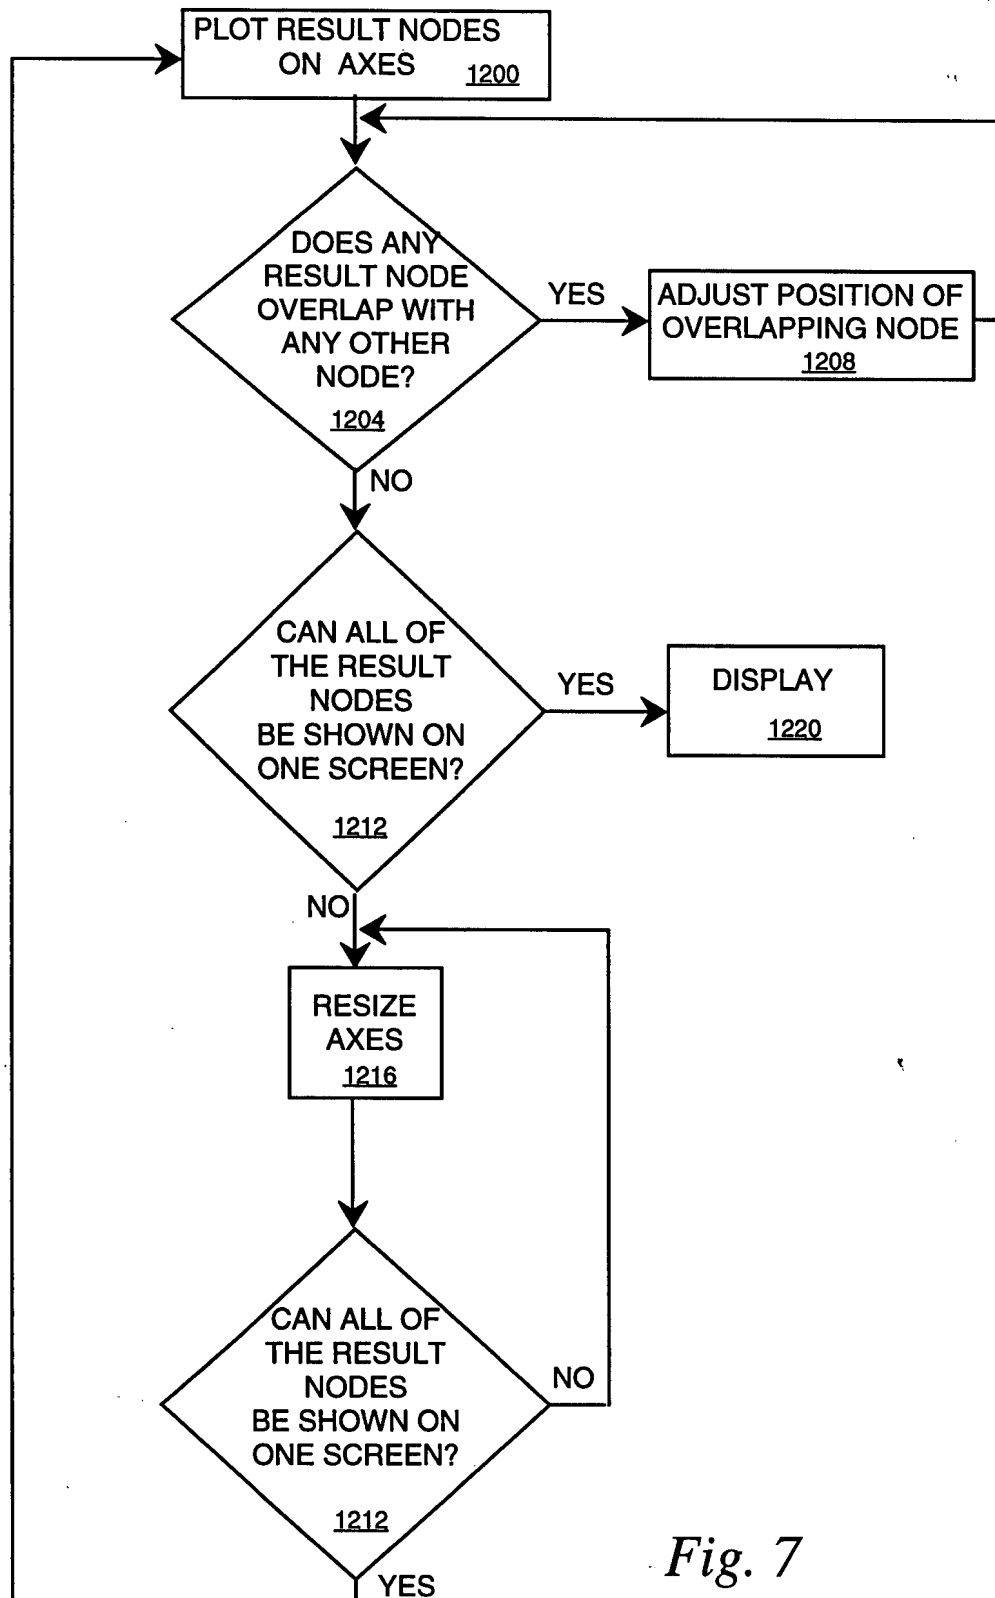 PLOT RESULT NODES
ON AXES 1200
DOES ANY
RESULT NODE
OVERLAP WITH
ANY OTHER
NODE?
1204
YES
ADJUST POSITION OF
OVERLAPPING NODE
1208
NO
CAN ALL OF
THE RESULT
NODES
BE SHOWN ON
ONE SCREEN?
1212
YES
DISPLAY
1220
NO
RESIZE
AXES
1216
CAN ALL OF
THE RESULT
NODES
BE SHOWN ON
ONE SCREEN?
1212
NO
YES
Fig. 7